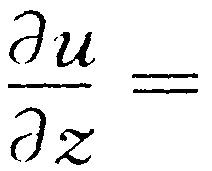 ∂u/∂z =